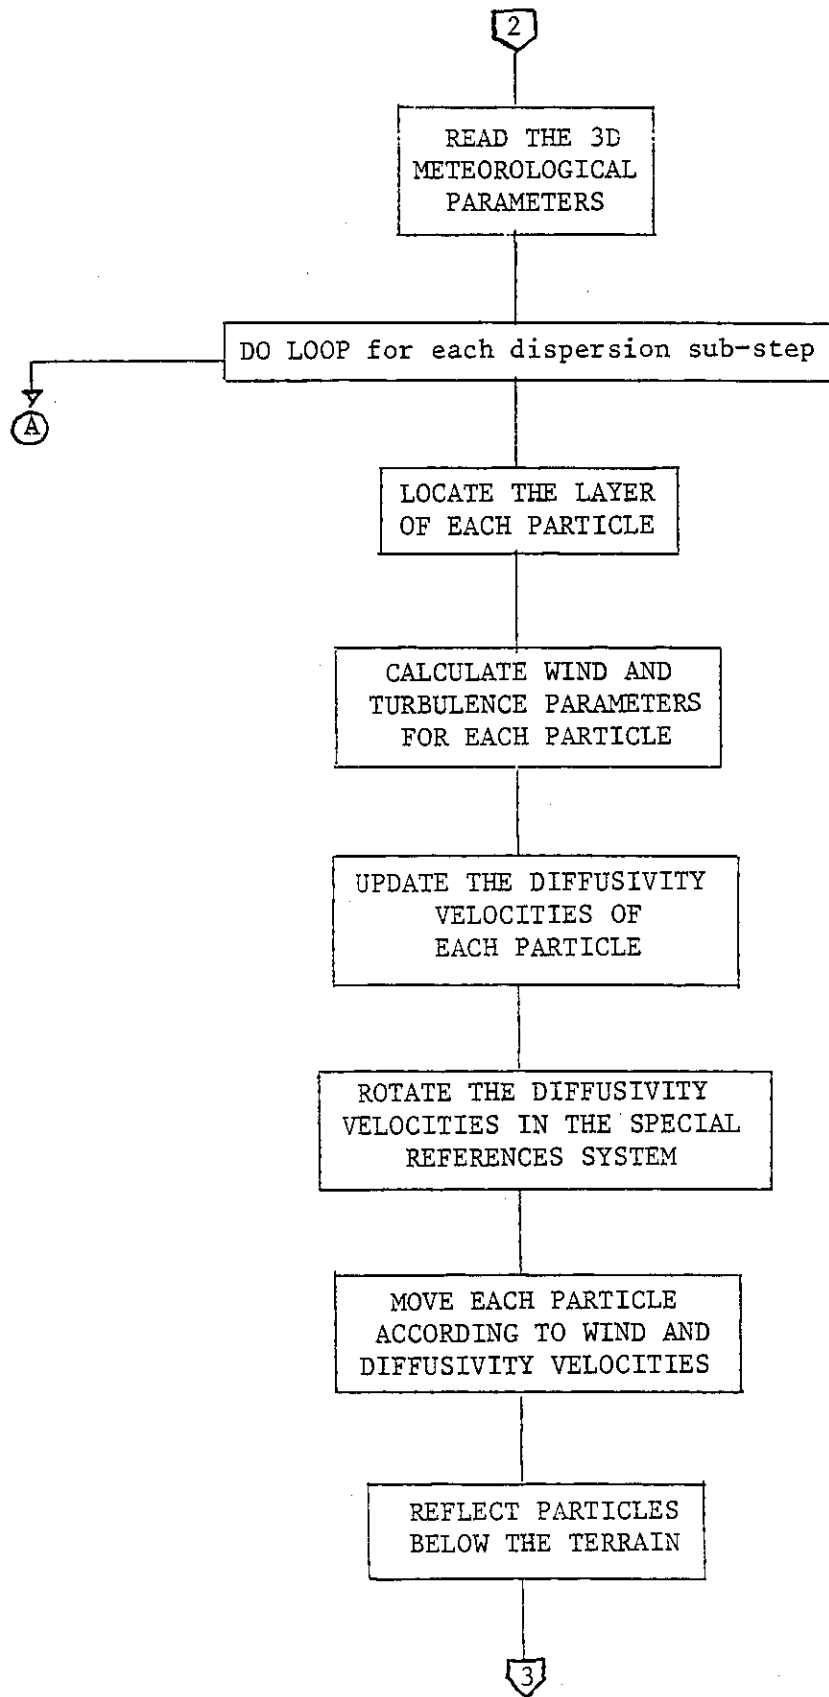 2
READ THE 3D
METEOROLOGICAL
PARAMETERS
DO LOOP for each dispersion sub-step
A
LOCATE THE LAYER
OF EACH PARTICLE
CALCULATE WIND AND
TURBULENCE PARAMETERS
FOR EACH PARTICLE
UPDATE THE DIFFUSIVITY
VELOCITIES OF
EACH PARTICLE
ROTATE THE DIFFUSIVITY
VELOCITIES IN THE SPECIAL
REFERENCES SYSTEM
MOVE EACH PARTICLE
ACCORDING TO WIND AND
DIFFUSIVITY VELOCITIES
REFLECT PARTICLES
BELOW THE TERRAIN
3